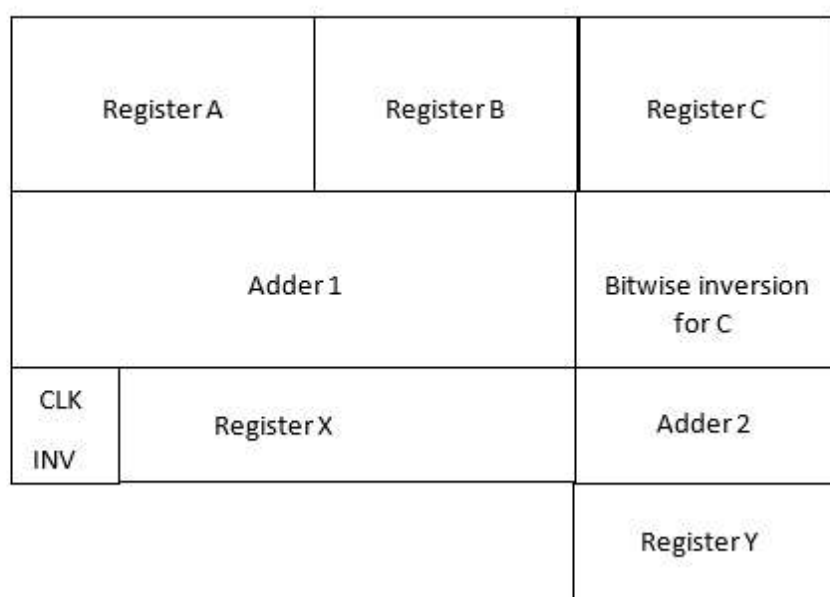 Register A
Register B
Register C
Adder 1
Bitwise inversion
for C
CLK
INV
Register X
Adder 2
Register Y